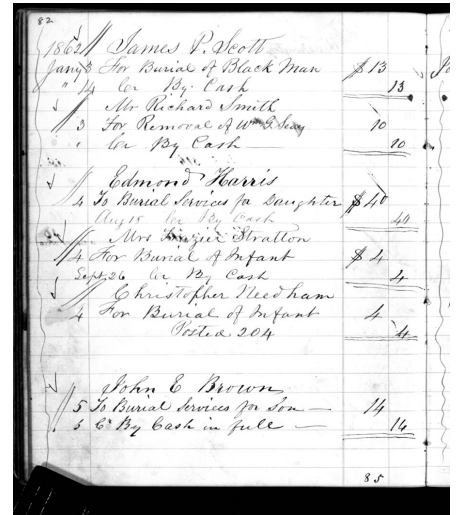 82
1862 James P. Scott
Jany 3 For Burial of Black Man $13
" 14 Cr By Cash 13
Mr Richard Smith
3 For Removal of Wm G. 10
" Cr By Cash 10
Edmond Harris
4 To Burial Services for Daughter $40
Aug 15 Cr By Cash 40
Mrs Stratton
4 For Burial of Infant $4
Sept 26 Cr By Cash 4
Christopher Needham
4 For Burial of Infant 4
Posted 204 4
John E Brown
5 To Burial Services for Son 14
5 Cr By Cash in full 14
85